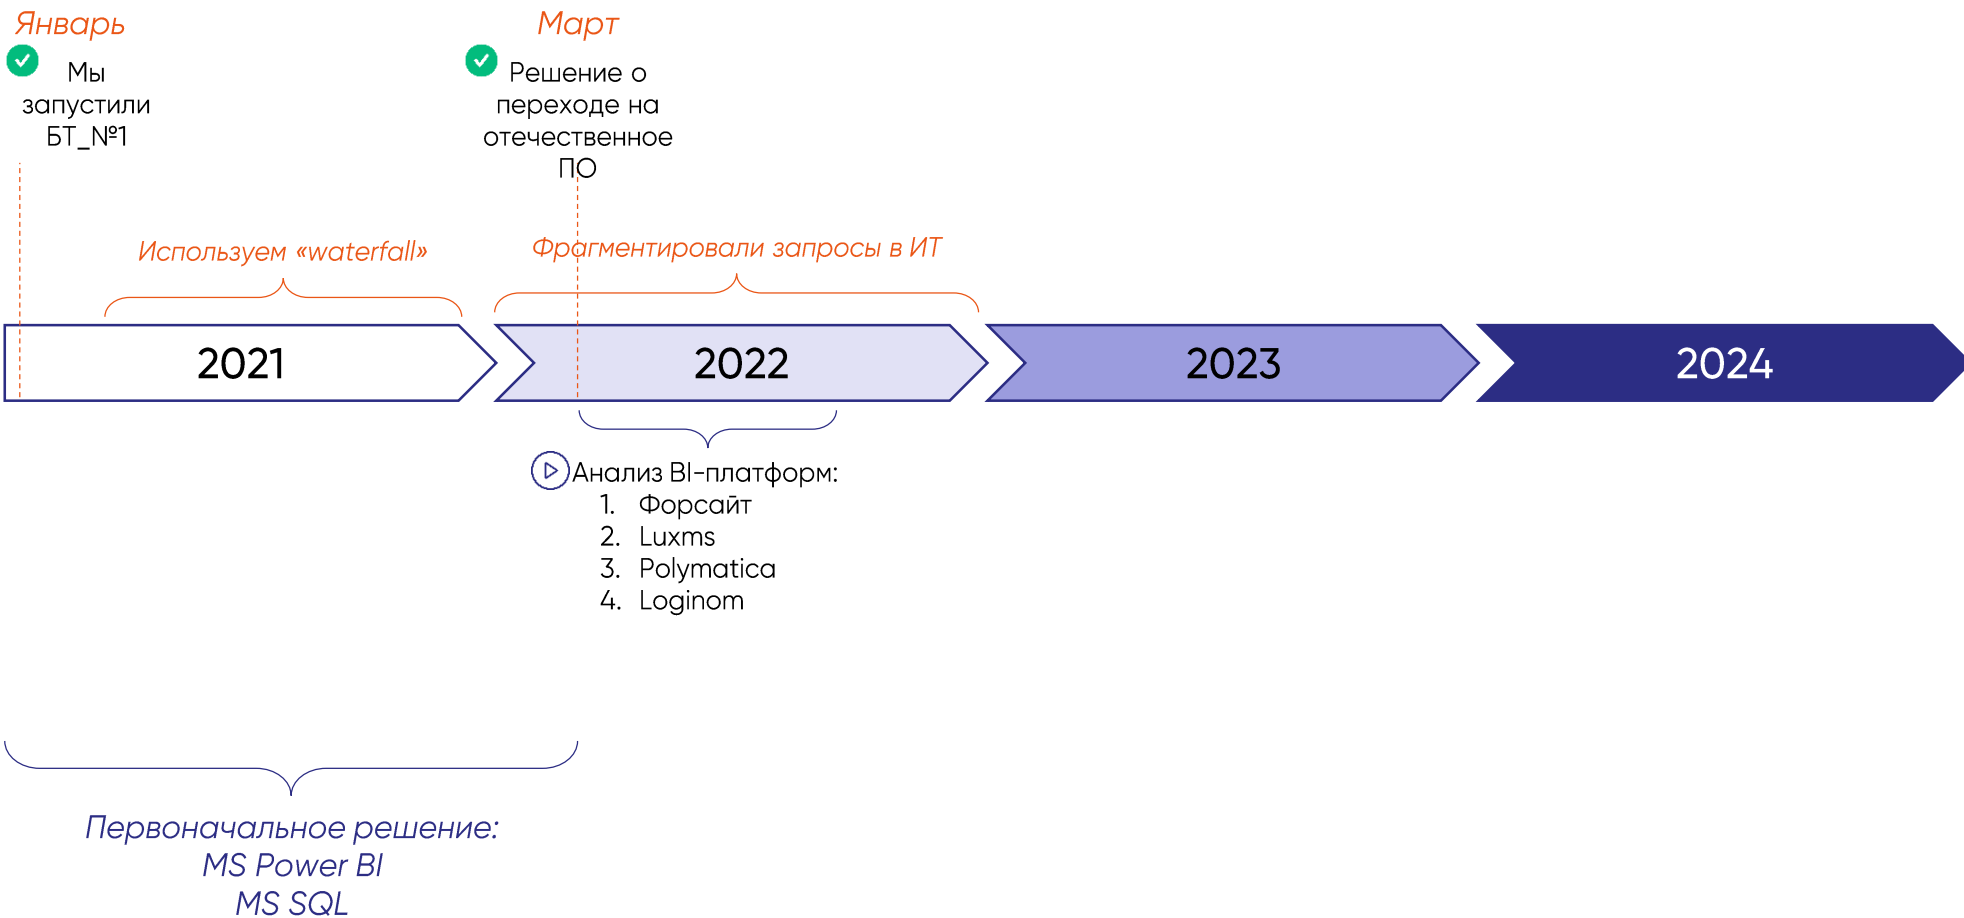 Январь
Мы
запустили
БТ_№1
Март
Решение о
переходе на
отечественное
ПО
Используем «waterfall»
Фрагментировали запросы в ИТ
2021
2022
2023
2024
Анализ BI-платформ:
1. Форсайт
2. Luxms
3. Polymatica
4. Loginom
Первоначальное решение:
MS Power BI
MS SQL